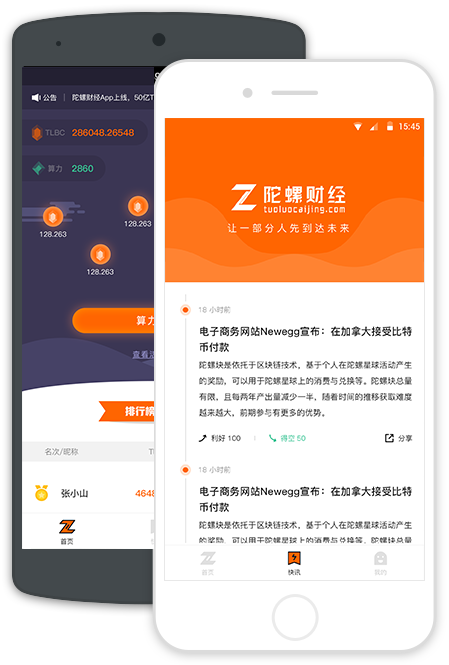 公告 | 陀螺财经App上线，50亿T
TLBC 286048.26548
算力 2860
128.263
128.263
128.263
算力
查看
排行榜
名次/昵称
张小山 4648
首页
15:45
陀螺财经
tuoluocaijing.com
让一部分人先到达未来
18 小时前
电子商务网站Newegg宣布：在加拿大接受比特
币付款
陀螺块是依托于区块链技术，基于个人在陀螺星球活动产生
的奖励，可以用于陀螺星球上的消费与兑换等。陀螺块总量
有限，且每两年产出量减少一半，随着时间的推移获取难度
越来越大，前期参与有更多的优势。
利好 100
得空 50
分享
18 小时前
电子商务网站Newegg宣布：在加拿大接受比特
币付款
陀螺块是依托于区块链技术，基于个人在陀螺星球活动产生
的奖励，可以用于陀螺星球上的消费与兑换等。陀螺块总量
首页
快讯
我的